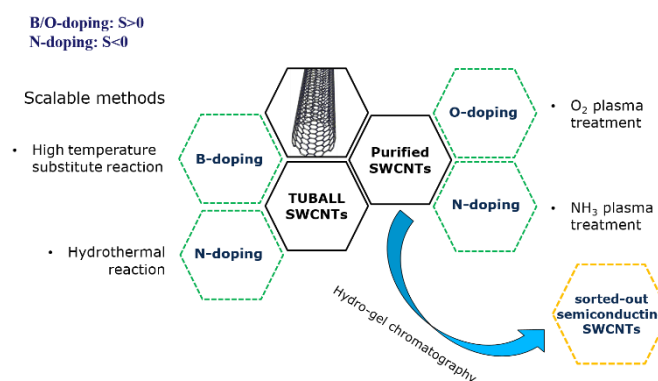 B/O-doping: S>0
N-doping: S<0
Scalable methods
• High temperature
substitute reaction
B-doping
• Hydrothermal
reaction
N-doping
TUBALL
SWCNTs
Purified
SWCNTs
O-doping
• O₂ plasma
treatment
N-doping
• NH₃ plasma
treatment
Hydro-gel chromatography
sorted-out
semiconductin
SWCNTs